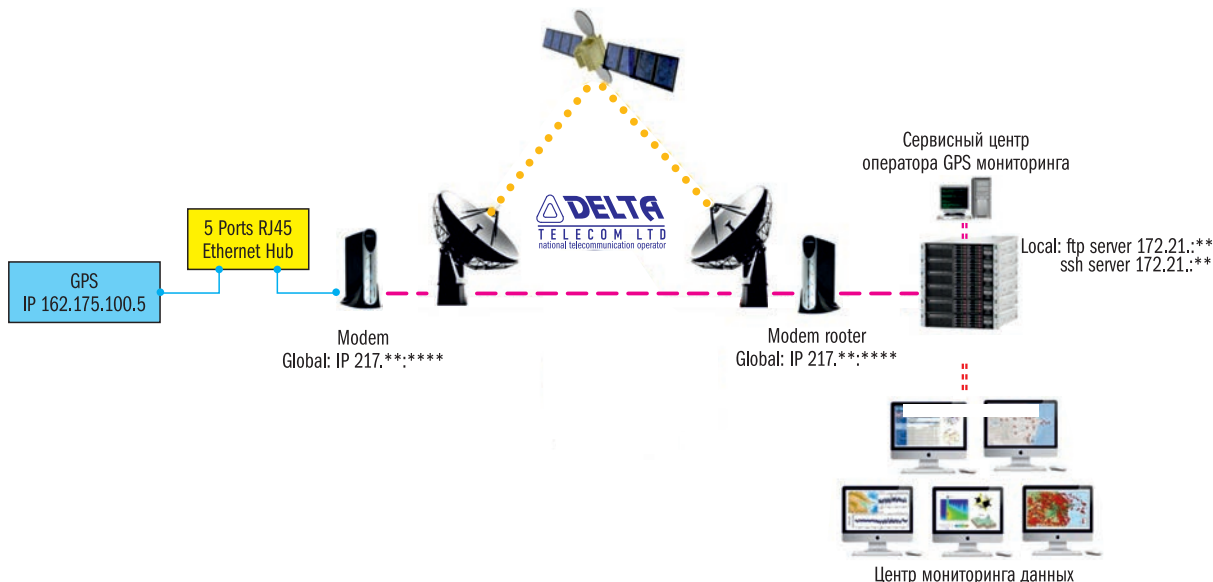 Сервисный центр
оператора GPS мониторинга
DELTA
TELECOM LTD
national telecommunication operator
5 Ports RJ45
Ethernet Hub
Local: ftp server 172.21.:**
ssh server 172.21.:**
GPS
IP 162.175.100.5
Modem
Global: IP 217.**:****
Modem rooter
Global: IP 217.**:****
Центр мониторинга данных